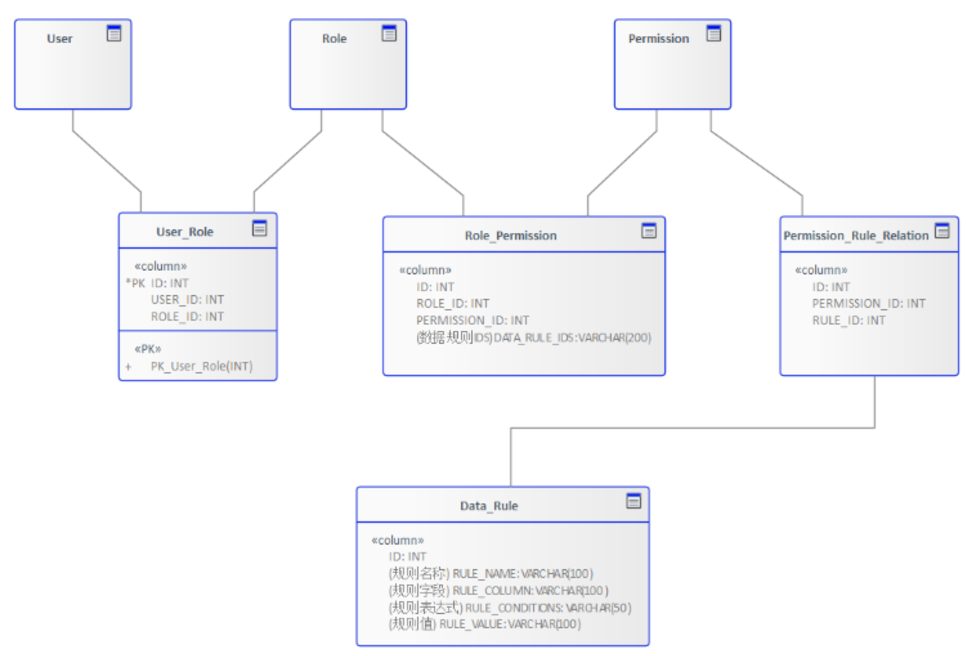 User
Role
Permission
User_Role
«column»
*PK ID: INT
USER_ID: INT
ROLE_ID: INT
«PK»
+ PK_User_Role(INT)
Role_Permission
«column»
ID: INT
ROLE_ID: INT
PERMISSION_ID: INT
(数据规则IDS)DATA_RULE_IDS:VARCHAR(200)
Permission_Rule_Relation
«column»
ID: INT
PERMISSION_ID: INT
RULE_ID: INT
Data_Rule
«column»
ID: INT
(规则名称) RULE_NAME:VARCHAR(100)
(规则字段) RULE_COLUMN:VARCHAR(100)
(规则表达式) RULE_CONDITIONS:VARCHAR(50)
(规则值) RULE_VALUE:VARCHAR(100)